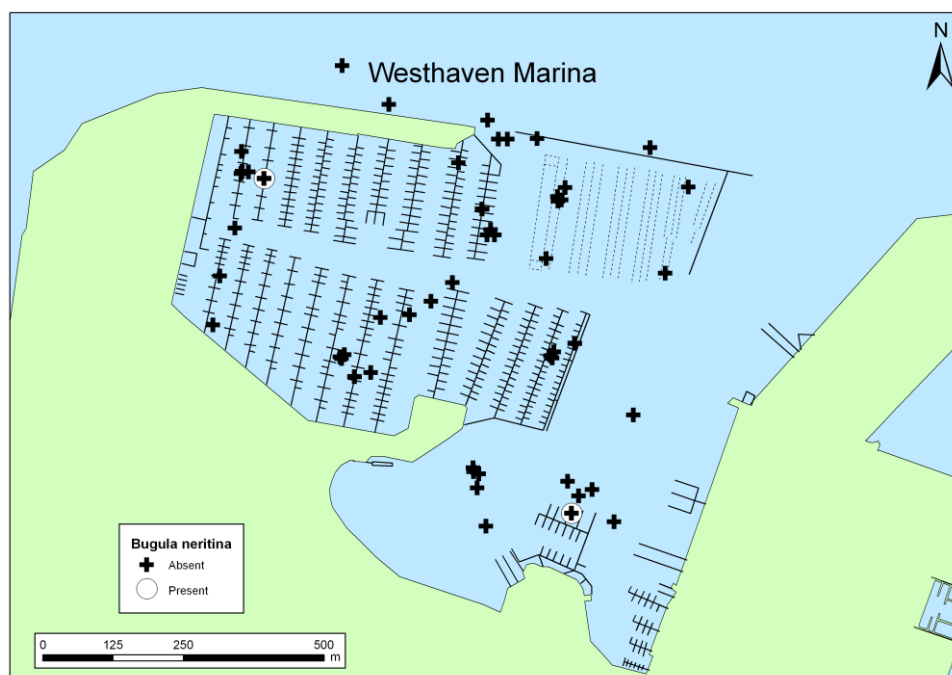 N
Westhaven Marina
Bugula neritina
Absent
Present
0 125 250 500
m